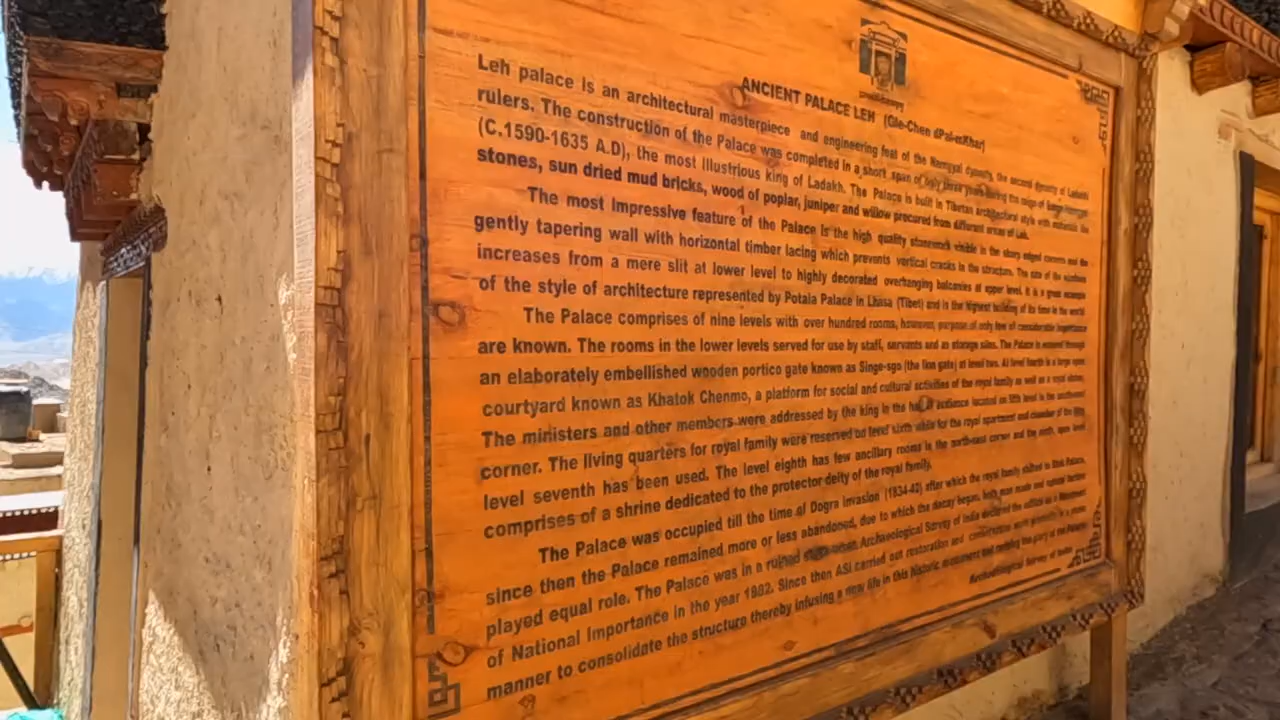 ANCIENT PALACE LEH (Gle-Chen dPal-mKhar)
Leh palace is an architectural masterpiece and engineering feat of the Namgyal dynasty, the second dynasty of Ladakhi
rulers. The construction of the Palace was completed in a short span of only three years during the reign of
(C.1590-1635 A.D), the most illustrious king of Ladakh. The Palace is built in Tibetan architectural style with materials like
stones, sun dried mud bricks, wood of poplar, juniper and willow procured from different areas of Leh.
The most impressive feature of the Palace is the high quality stonework visible in the sharp edged corners and the
gently tapering wall with horizontal timber lacing which prevents vertical cracks in the structure. The size of the windows
increases from a mere slit at lower level to highly decorated overhanging balconies at upper level. It is a great example
of the style of architecture represented by Potala Palace in Lhasa (Tibet) and is the highest building of its time in the world
The Palace comprises of nine levels with over hundred rooms, however, purpose of only few of considerable importance
are known. The rooms in the lower levels served for use by staff, servants and as storage silos. The Palace is entered through
an elaborately embellished wooden portico gate known as Singe-sgo (the lion gate) at level two. At level fourth is a large open
courtyard known as Khatok Chenmo, a platform for social and cultural activities of the royal family as well as a royal shrine.
The ministers and other members were addressed by the king in the hall of audience located on fifth level in the
corner. The living quarters for royal family were reserved on level sixth while for the royal apartment and chamber of the
level seventh has been used. The level eighth has few ancillary rooms in the north-east corner and the ninth, upon level
comprises of a shrine dedicated to the protector deity of the royal family.
The Palace was occupied till the time of Dogra invasion (1834-42) after which the royal family shifted to Stok Palace,
since then the Palace remained more or less abandoned, due to which the decay began, both man made and natural factors
played equal role. The Palace was in a ruined state when Archaeological Survey of India declared the edifice as a Monument
of National Importance in the year 1982. Since then ASI carried out restoration and conservation work
manner to consolidate the structure thereby infusing a new life in this historic monument and
Archaeological Survey of India